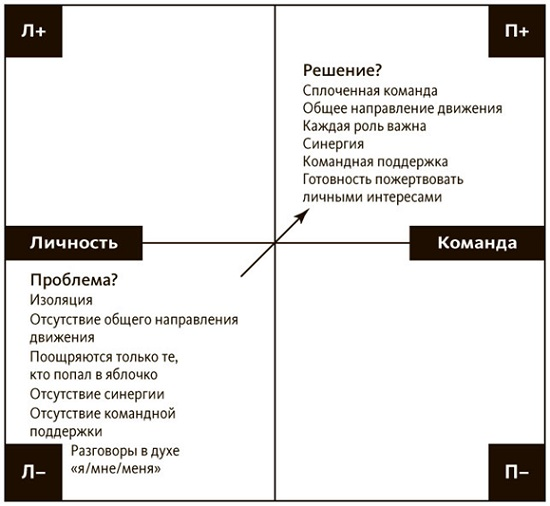 Л+
П+
Решение?
Сплоченная команда
Общее направление движения
Каждая роль важна
Синергия
Командная поддержка
Готовность пожертвовать
личными интересами
Личность
Команда
Проблема?
Изоляция
Отсутствие общего направления
движения
Поощряются только те,
кто попал в яблочко
Отсутствие синергии
Отсутствие командной
поддержки
Разговоры в духе
«я/мне/меня»
Л–
П–